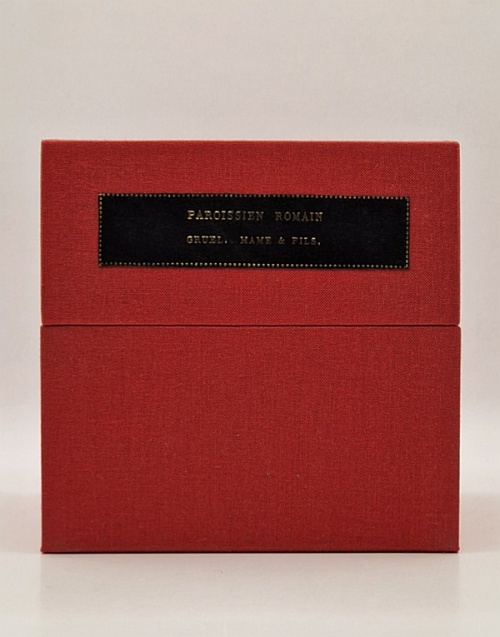 PAROISSIEN ROMAIN
GRUEL. MAME & FILS.